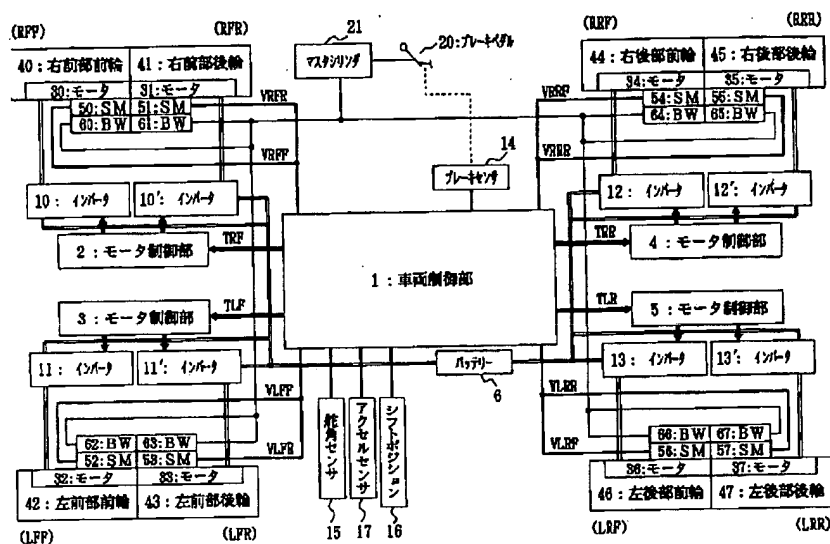 (RFF)
(RFR)
40：右前部前輪
41：右前部後輪
30:モータ
31:モータ
50:SM
51:SM
60:BW
61:BW
VRFR
VRFF
10：インバータ
10'：インバータ
2：モータ制御部
TRF
21
マスタシリンダ
20：ブレーキペダル
14
ブレーキセンサ
(RRF)
(RRR)
44：右後部前輪
45：右後部後輪
34:モータ
35:モータ
54:SM
55:SM
64:BW
65:BW
VRRF
VRRR
12：インバータ
12'：インバータ
4：モータ制御部
TRR
1：車両制御部
3：モータ制御部
TLF
11：インバータ
11'：インバータ
VLFF
VLFR
62:BW
63:BW
52:SM
53:SM
32:モータ
33:モータ
42：左前部前輪
43：左前部後輪
(LFF)
(LFR)
バッテリー
6
舵角センサ
アクセルセンサ
シフトポジション
15
17
16
TLR
5：モータ制御部
13：インバータ
13'：インバータ
VLRR
VLRF
66:BW
67:BW
56:SM
57:SM
36:モータ
37:モータ
46：左後部前輪
47：左後部後輪
(LRF)
(LRR)